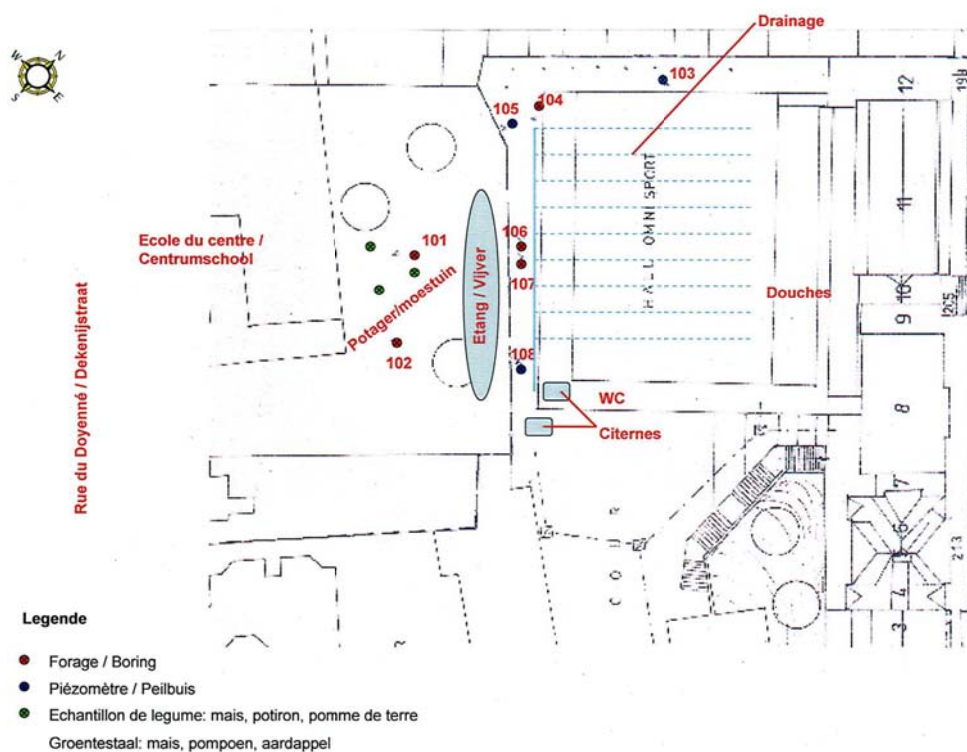 Drainage
N
W
E
S
103
104
105
12
199
HALL OMNI SPORT
11
106
101
Ecole du centre /
Centrumschool
107
Potager/moestuin
Etang / Vijver
Douches
10
205
9
102
108
WC
8
Citernes
Rue du Doyenné / Dekenijstraat
7
6
COUR
213
4
3
Legende
Forage / Boring
Piézomètre / Peilbuis
Echantillon de legume: mais, potiron, pomme de terre
Groentestaal: mais, pompoen, aardappel